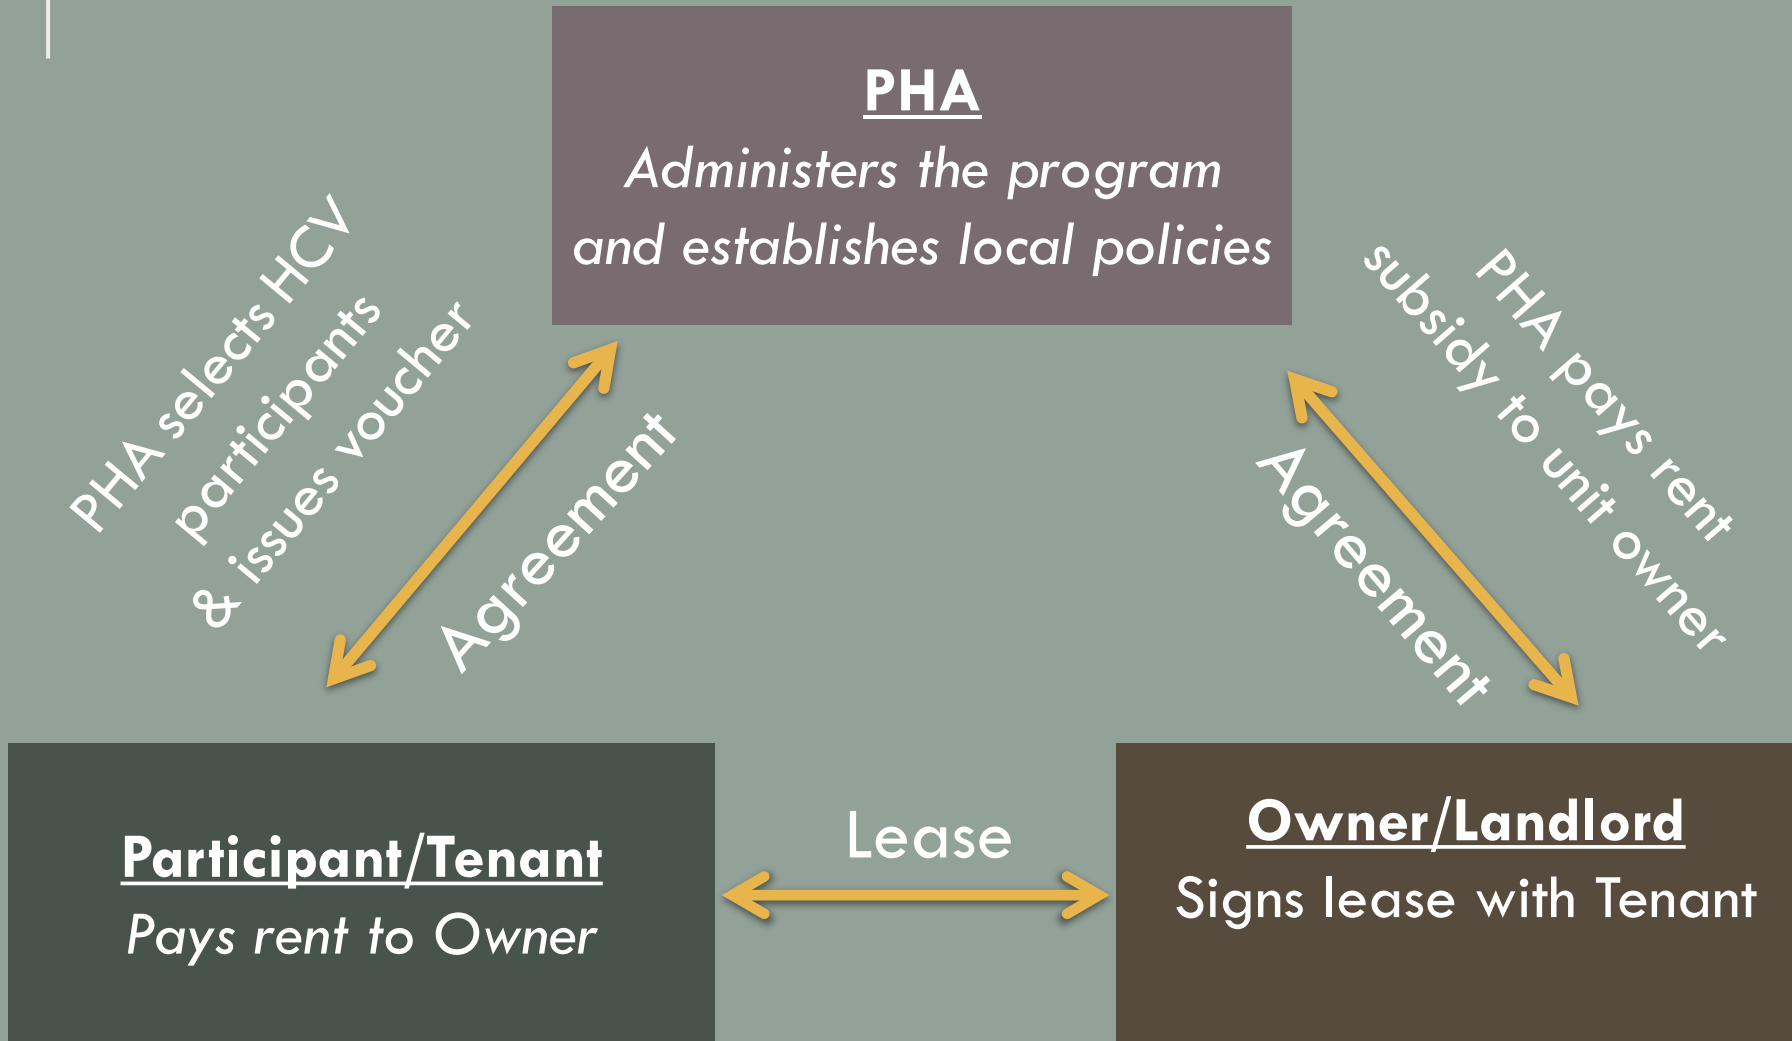 PHA
Administers the program
and establishes local policies
PHA selects HCV
participants
& issues voucher
Agreement
PHA pays rent
subsidy to unit owner
Agreement
Participant/Tenant
Pays rent to Owner
Lease
Owner/Landlord
Signs lease with Tenant